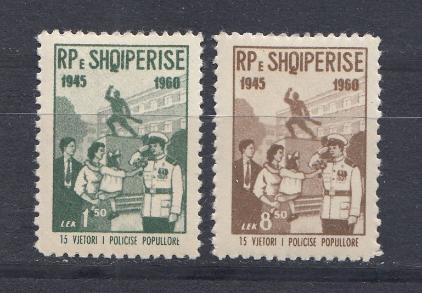 RP E SHQIPERISE
1945 1960
LEK 1'50
15 VJETORI I POLICISE POPULLORE
RP E SHQIPERISE
1945 1960
LEK 8'50
15 VJETORI I POLICISE POPULLORE